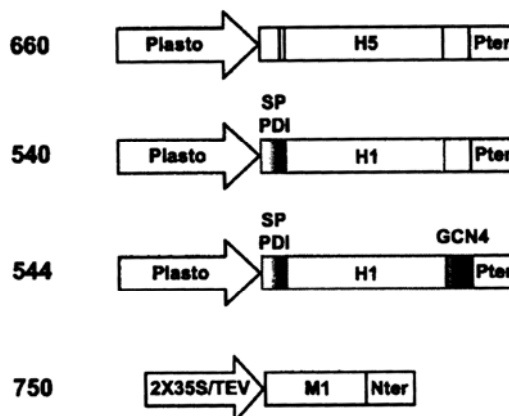 660 Plasto H5 Pter
SP
PDI
540 Plasto H1 Pter
SP
PDI GCN4
544 Plasto H1 Pter
750 2X35S/TEV M1 Nter